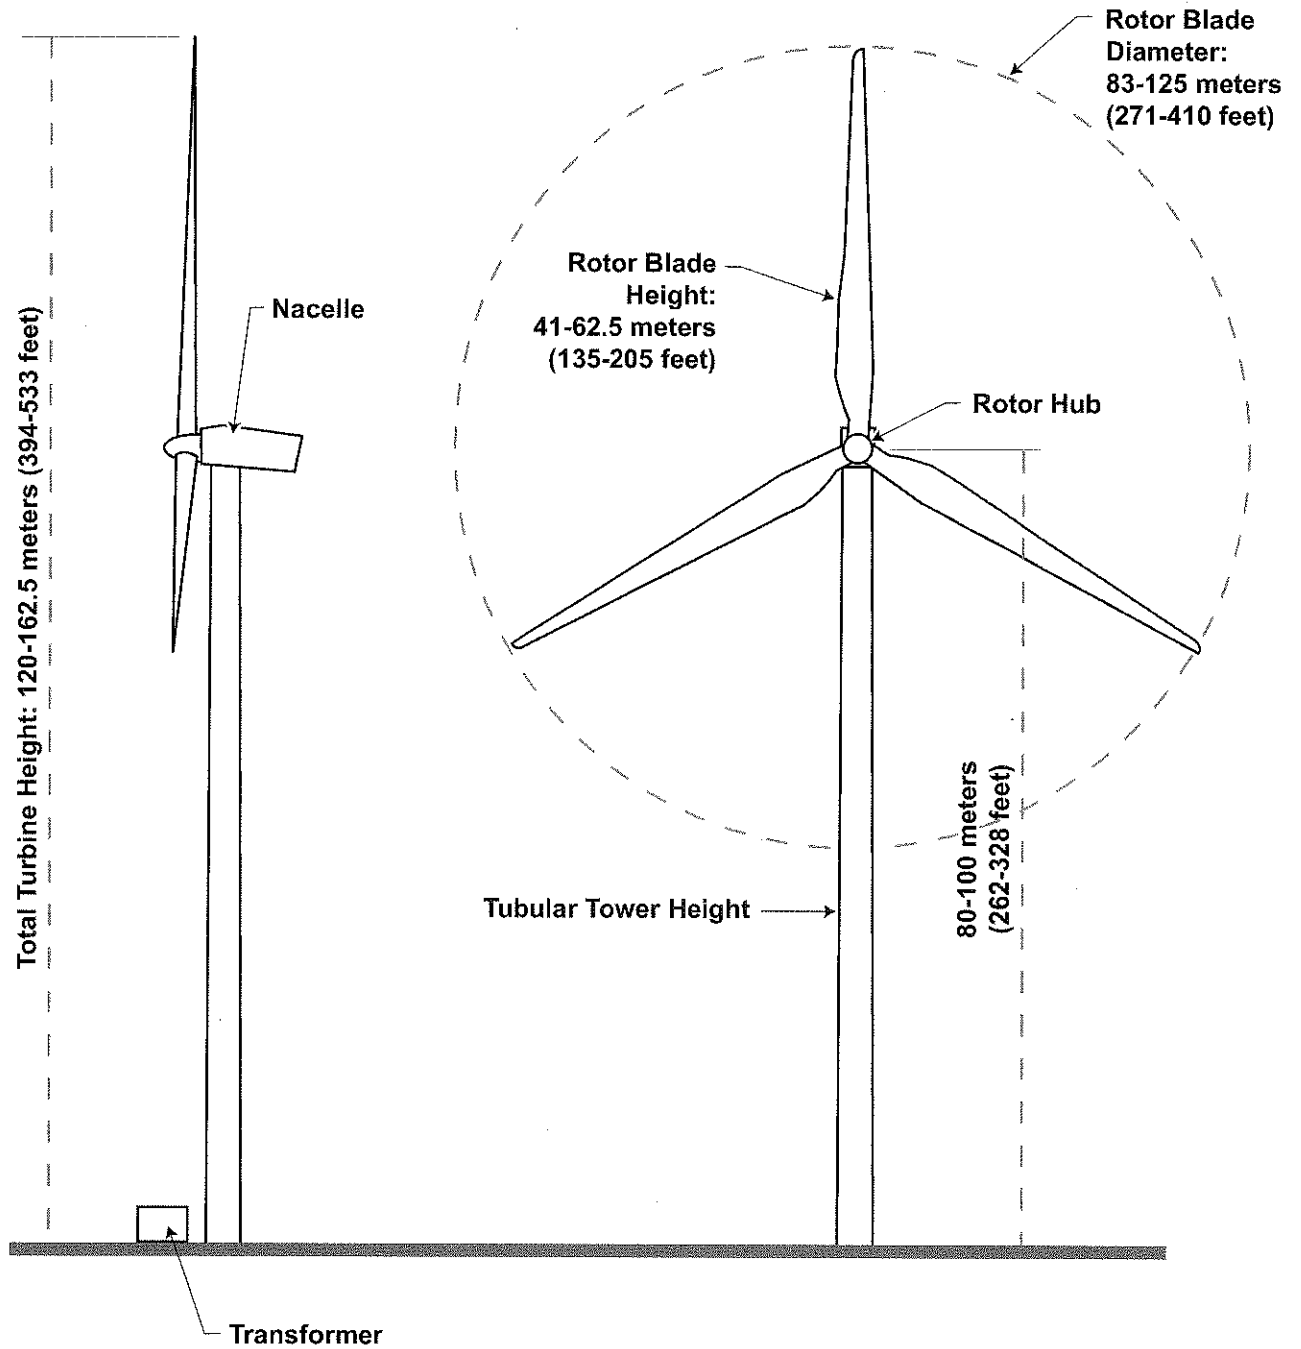 Rotor Blade
Diameter:
83-125 meters
(271-410 feet)
Rotor Blade
Height:
41-62.5 meters
(135-205 feet)
Nacelle
Rotor Hub
Total Turbine Height: 120-162.5 meters (394-533 feet)
80-100 meters
(262-328 feet)
Tubular Tower Height
Transformer